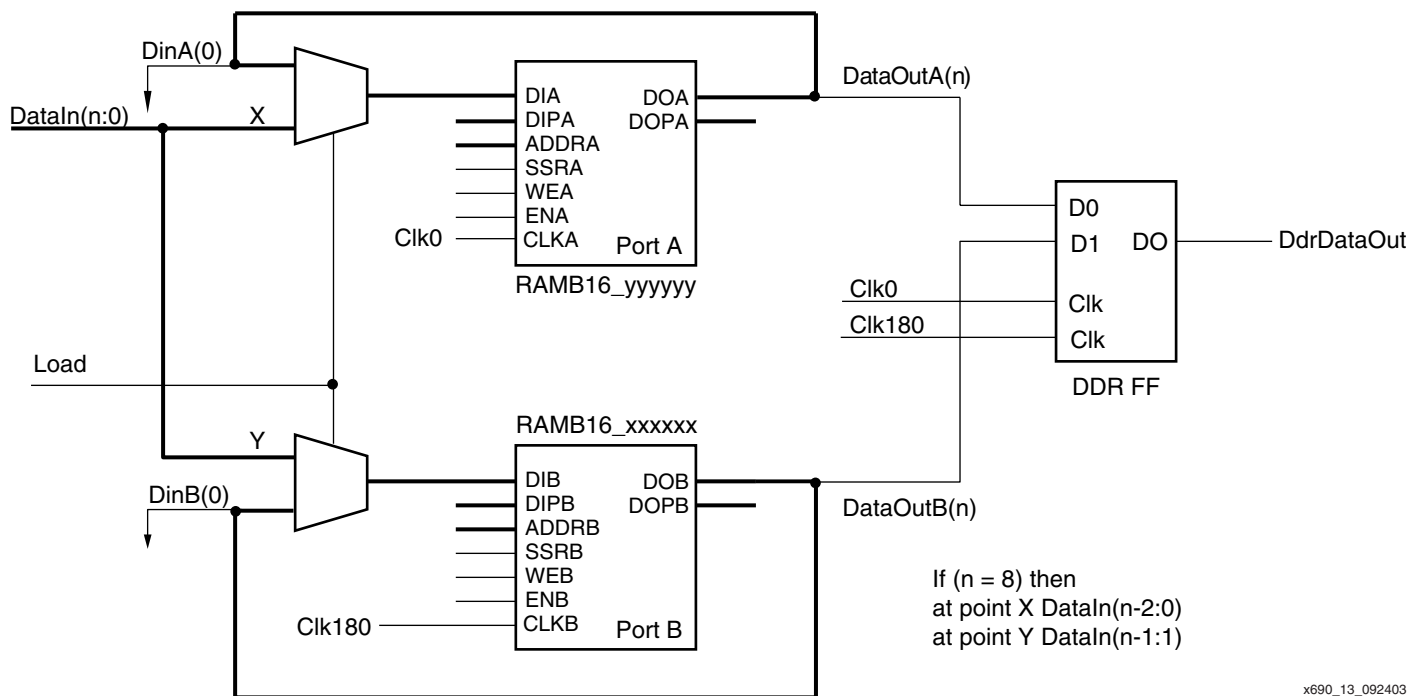 DinA(0)
DataIn(n:0)
X
DIA
DIPA
ADDRA
SSRA
WEA
ENA
CLKA
DOA
DOPA
Port A
Clk0
RAMB16_yyyyyy
DataOutA(n)
D0
D1
DO
DdrDataOut
Clk0
Clk
Clk180
Clk
DDR FF
Load
RAMB16_xxxxxx
Y
DinB(0)
DIB
DIPB
ADDRB
SSRB
WEB
ENB
CLKB
DOB
DOPB
Port B
Clk180
DataOutB(n)
If (n = 8) then
at point X DataIn(n-2:0)
at point Y DataIn(n-1:1)
x690_13_092403